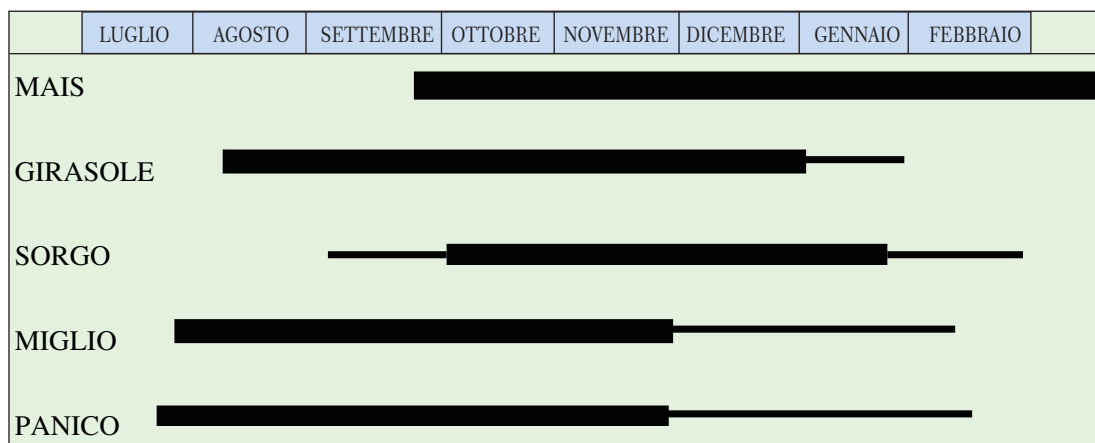 LUGLIO AGOSTO SETTEMBRE OTTOBRE NOVEMBRE DICEMBRE GENNAIO FEBBRAIO
MAIS
GIRASOLE
SORGO
MIGLIO
PANICO